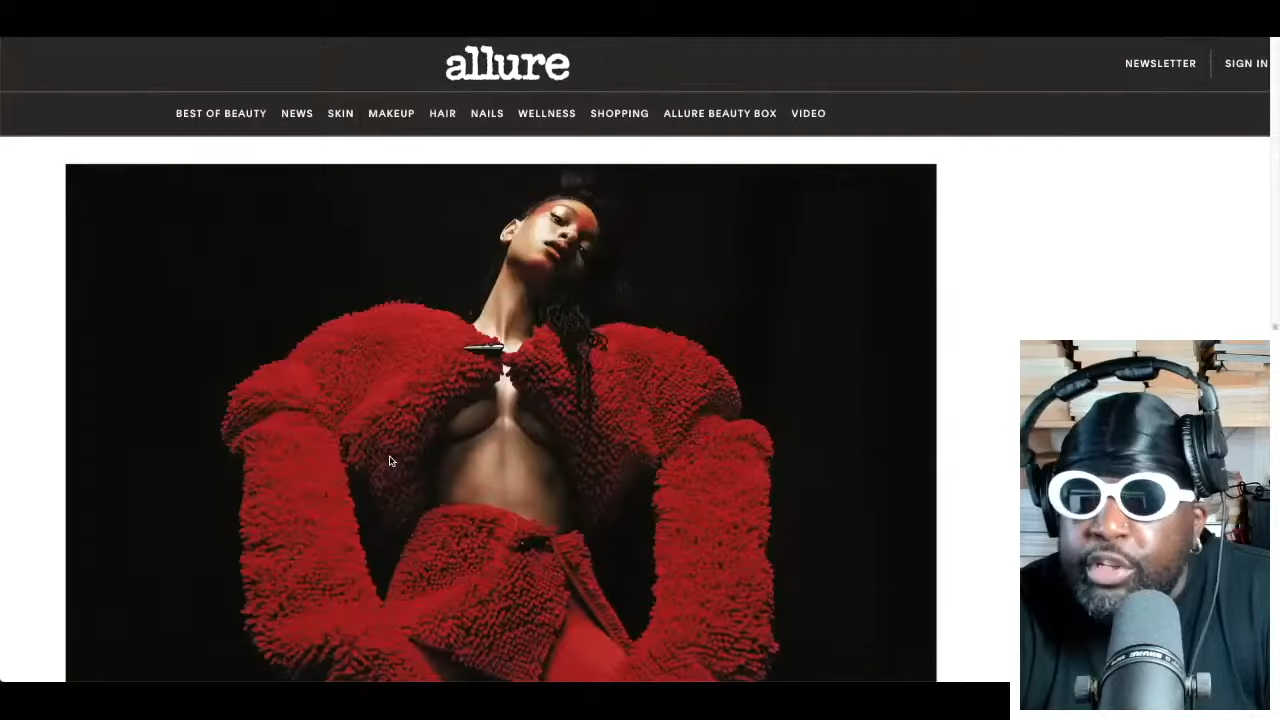 allure
NEWSLETTER SIGN IN
BEST OF BEAUTY NEWS SKIN MAKEUP HAIR NAILS WELLNESS SHOPPING ALLURE BEAUTY BOX VIDEO